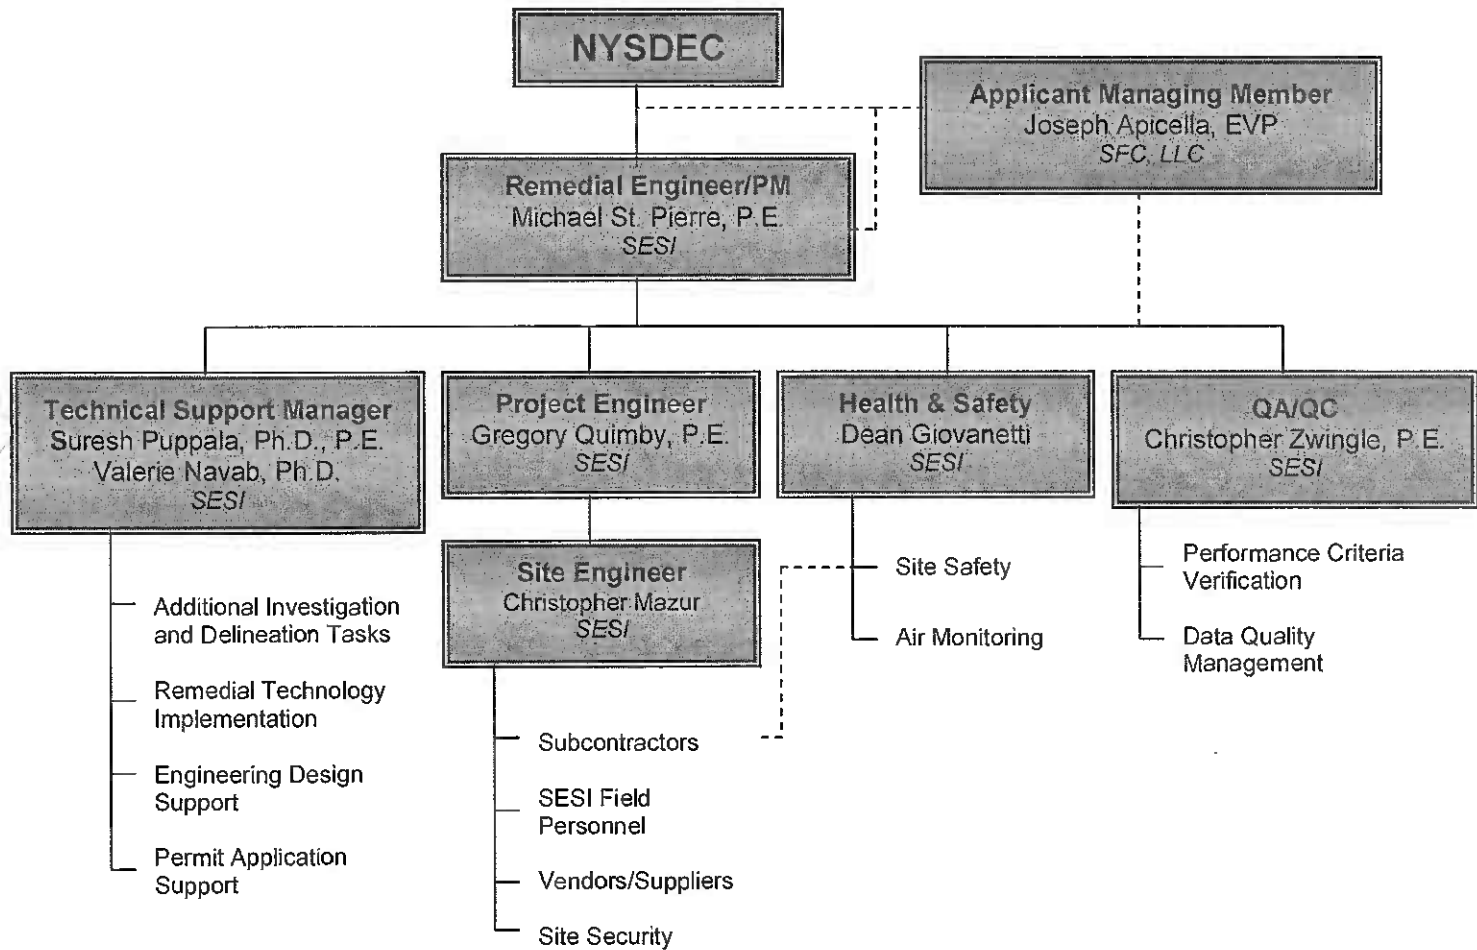 NYSDEC
Applicant Managing Member
Joseph Apicella, EVP
SFC, LLC
Remedial Engineer/PM
Michael St. Pierre, P.E.
SESI
Technical Support Manager
Suresh Puppala, Ph.D., P.E.
Valerie Navab, Ph.D.
SESI
Project Engineer
Gregory Quimby, P.E.
SESI
Health & Safety
Dean Giovanetti
SESI
QA/QC
Christopher Zwingle, P.E.
SESI
Additional Investigation
and Delineation Tasks
Remedial Technology
Implementation
Engineering Design
Support
Permit Application
Support
Site Engineer
Christopher Mazur
SESI
Subcontractors
SESI Field
Personnel
Vendors/Suppliers
Site Security
Site Safety
Air Monitoring
Performance Criteria
Verification
Data Quality
Management